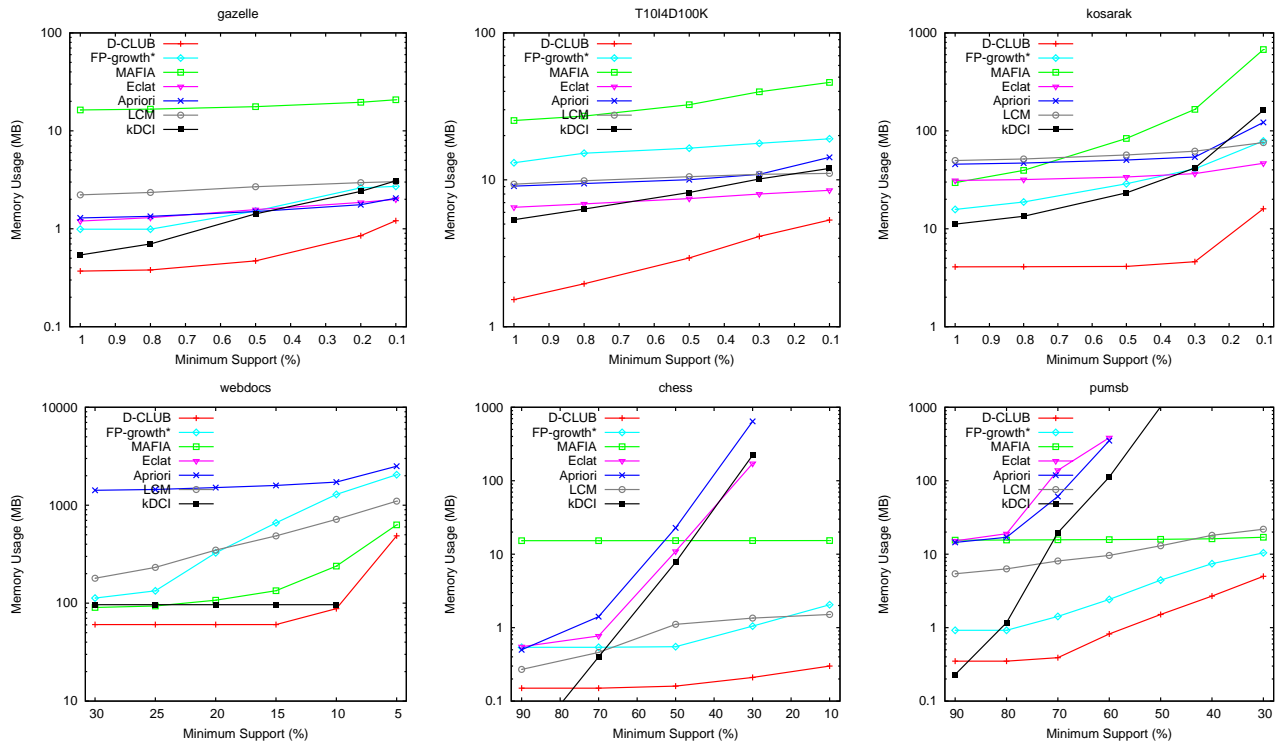 gazelle
100
10
1
0.1
Memory Usage (MB)
1 0.9 0.8 0.7 0.6 0.5 0.4 0.3 0.2 0.1
Minimum Support (%)
D-CLUB
FP-growth*
MAFIA
Eclat
Apriori
LCM
kDCI
T10I4D100K
100
10
1
Memory Usage (MB)
1 0.9 0.8 0.7 0.6 0.5 0.4 0.3 0.2 0.1
Minimum Support (%)
D-CLUB
FP-growth*
MAFIA
Eclat
Apriori
LCM
kDCI
kosarak
1000
100
10
1
Memory Usage (MB)
1 0.9 0.8 0.7 0.6 0.5 0.4 0.3 0.2 0.1
Minimum Support (%)
D-CLUB
FP-growth*
MAFIA
Eclat
Apriori
LCM
kDCI
webdocs
10000
1000
100
10
Memory Usage (MB)
30 25 20 15 10 5
Minimum Support (%)
D-CLUB
FP-growth*
MAFIA
Eclat
Apriori
LCM
kDCI
chess
1000
100
10
1
0.1
Memory Usage (MB)
90 80 70 60 50 40 30 20 10
Minimum Support (%)
D-CLUB
FP-growth*
MAFIA
Eclat
Apriori
LCM
kDCI
pumsb
1000
100
10
1
0.1
Memory Usage (MB)
90 80 70 60 50 40 30
Minimum Support (%)
D-CLUB
FP-growth*
MAFIA
Eclat
Apriori
LCM
kDCI